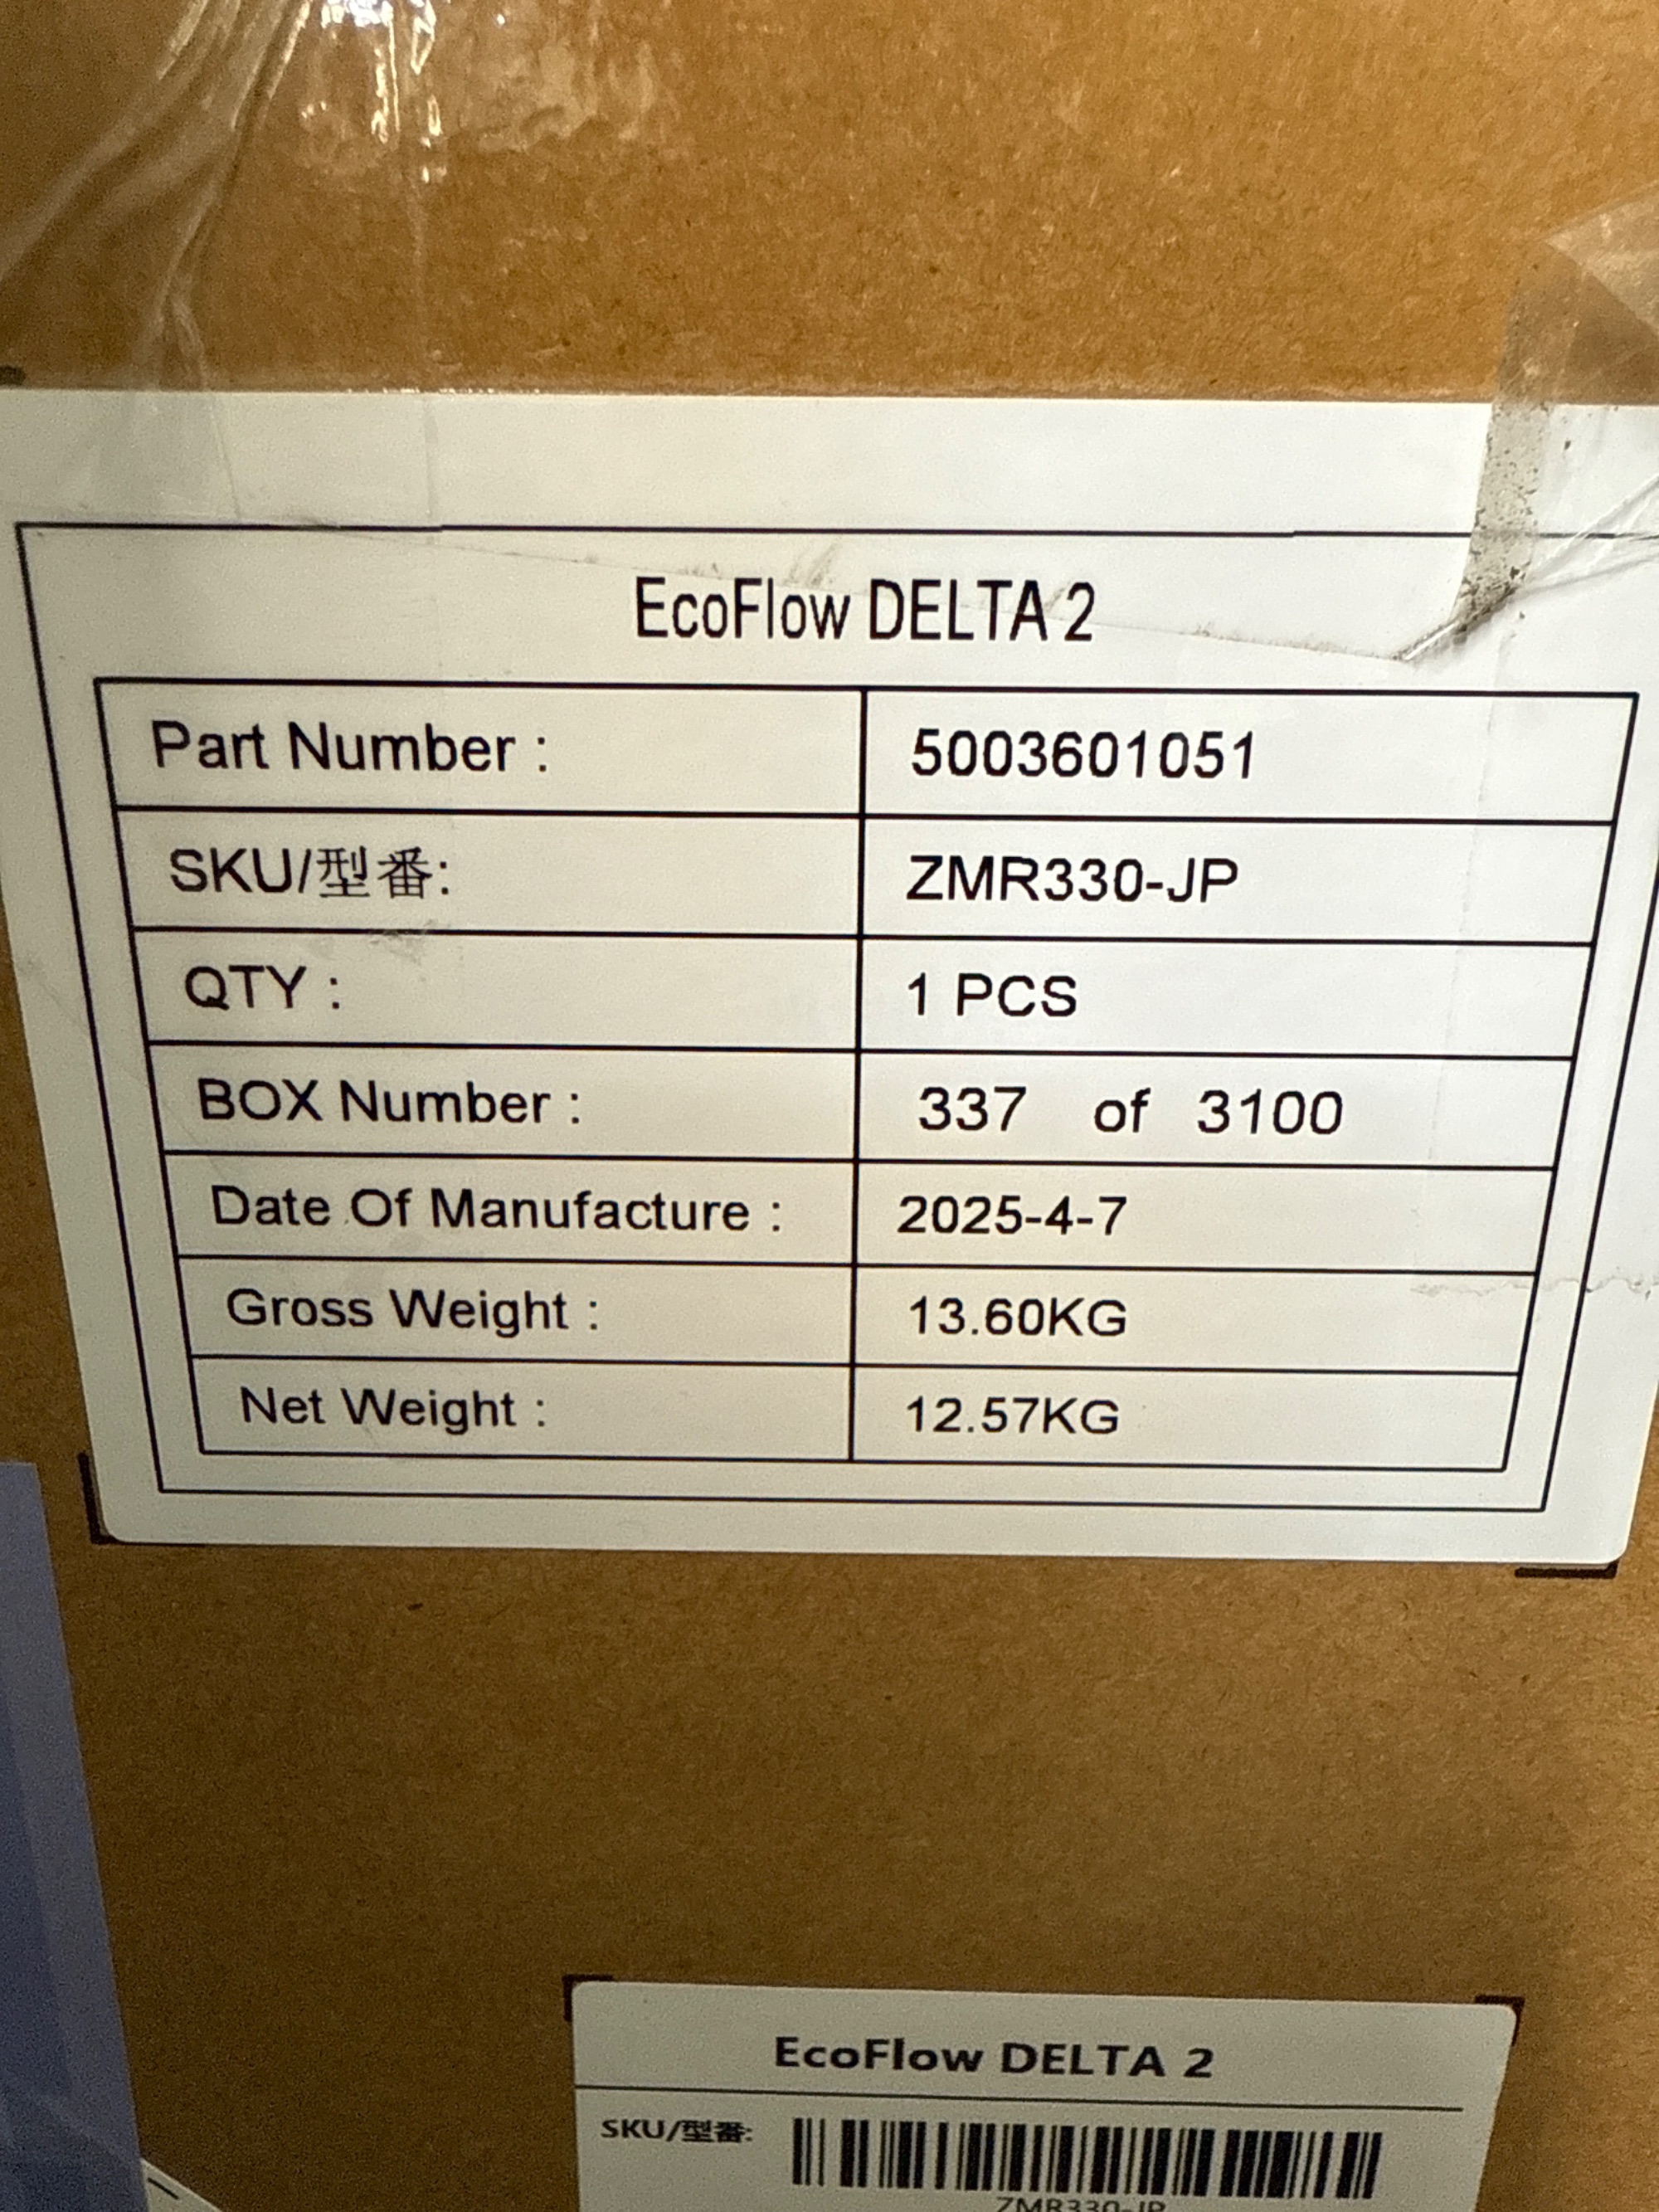 EcoFlow DELTA 2
Part Number : 5003601051
SKU/型番: ZMR330-JP
QTY : 1 PCS
BOX Number : 337 of 3100
Date Of Manufacture : 2025-4-7
Gross Weight : 13.60KG
Net Weight : 12.57KG
EcoFlow DELTA 2
SKU/型番:
ZMR330-JP